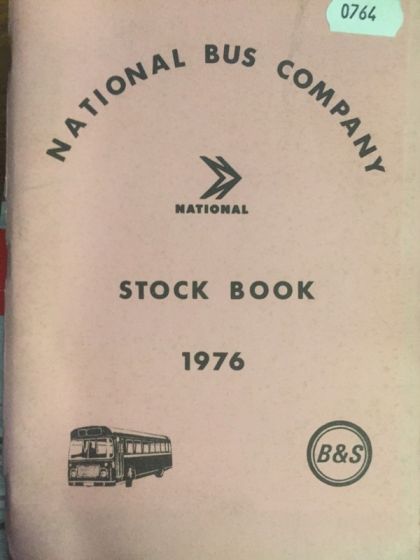 0764
NATIONAL BUS COMPANY
NATIONAL
STOCK BOOK
1976
B&S